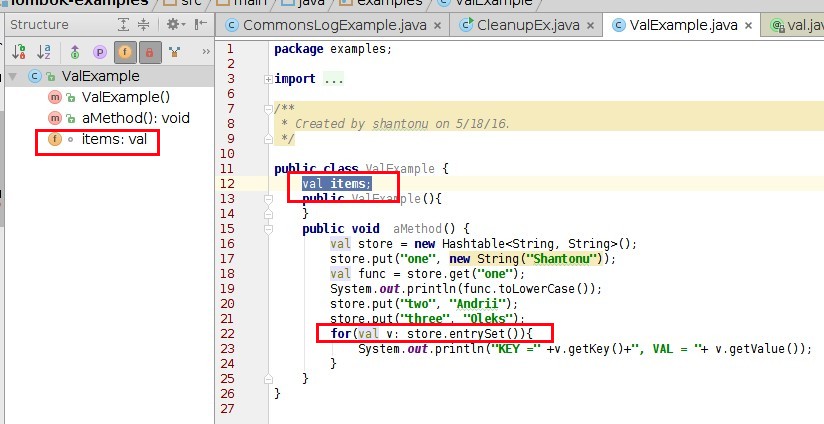 lombok-examples src main java examples ValExample
Structure
CommonsLogExample.java CleanupEx.java ValExample.java val.jav
ValExample
ValExample()
aMethod(): void
items: val
1 package examples;
2
3 import ...
6
7 /**
8 * Created by shantonu on 5/18/16.
9 */
10
11 public class ValExample {
12 val items;
13 public ValExample(){
14 }
15 public void aMethod() {
16 val store = new Hashtable<String, String>();
17 store.put("one", new String("Shantonu"));
18 val func = store.get("one");
19 System.out.println(func.toLowerCase());
20 store.put("two", "Andrii");
21 store.put("three", "Oleks");
22 for(val v: store.entrySet()){
23 System.out.println("KEY =" +v.getKey()+", VAL = "+ v.getValue());
24 }
25 }
26 }
27